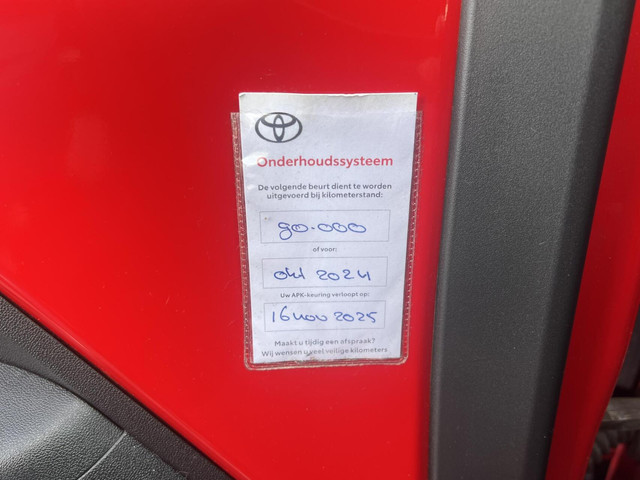 Onderhoudssysteem
De volgende beurt dient te worden
uitgevoerd bij kilometerstand:
90.000
of voor:
okt 2024
Uw APK-keuring verloopt op:
16 nov 2025
Maakt u tijdig een afspraak?
Wij wensen u veel veilige kilometers